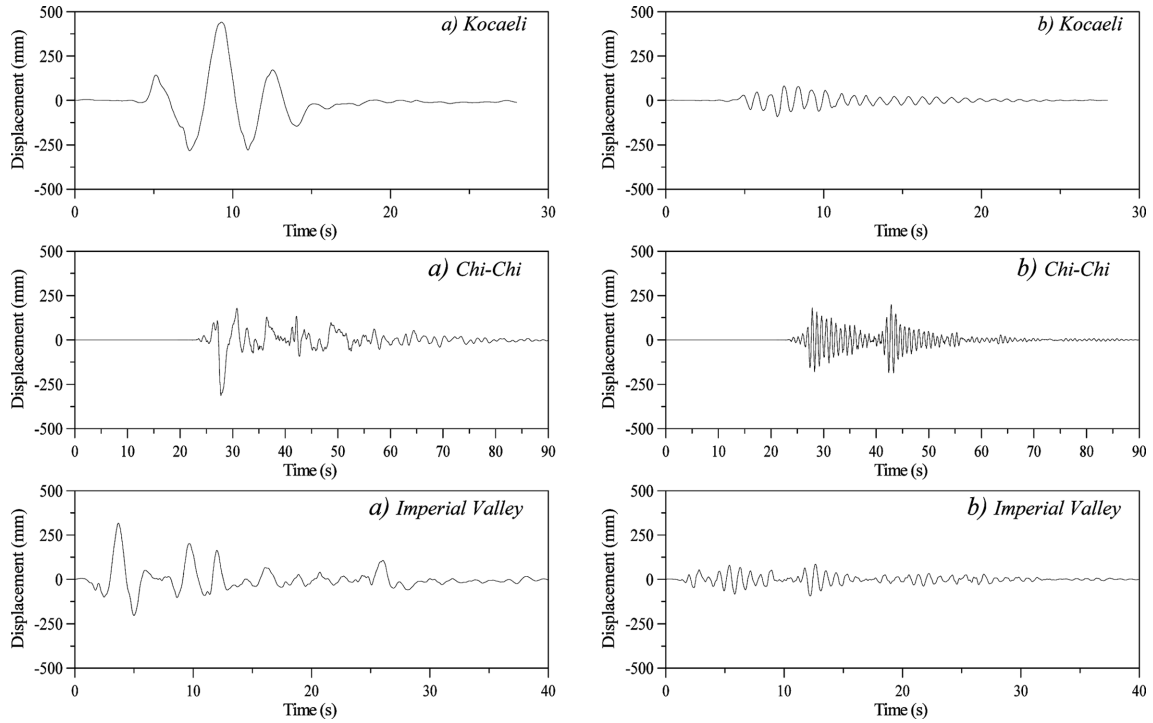 a) Kocaeli
500
250
0
-250
-500
Displacement (mm)
0 10 20 30
Time (s)
b) Kocaeli
500
250
0
-250
-500
Displacement (mm)
0 10 20 30
Time (s)
a) Chi-Chi
500
250
0
-250
-500
Displacement (mm)
0 10 20 30 40 50 60 70 80 90
Time (s)
b) Chi-Chi
500
250
0
-250
-500
Displacement (mm)
0 10 20 30 40 50 60 70 80 90
Time (s)
a) Imperial Valley
500
250
0
-250
-500
Displacement (mm)
0 10 20 30 40
Time (s)
b) Imperial Valley
500
250
0
-250
-500
Displacement (mm)
0 10 20 30 40
Time (s)